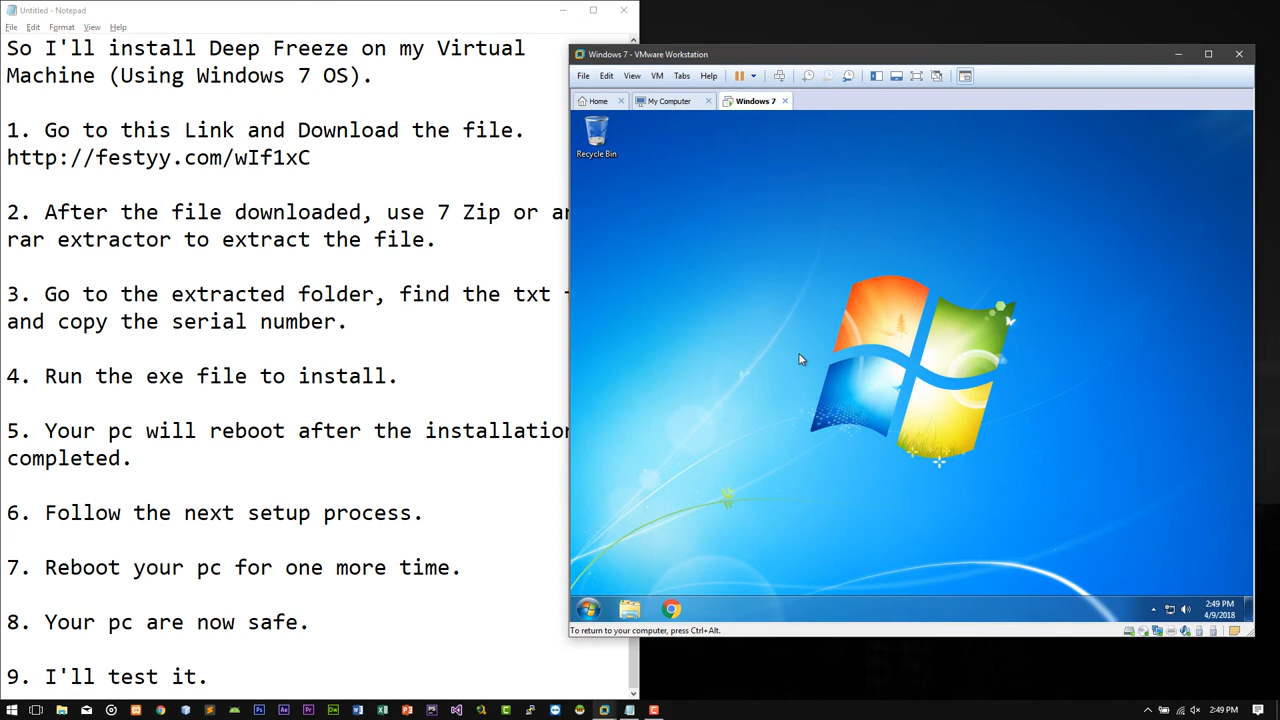 Untitled - Notepad
File Edit Format View Help
So I'll install Deep Freeze on my Virtual
Machine (Using Windows 7 OS).
1. Go to this Link and Download the file.
http://festyy.com/wIf1xC
2. After the file downloaded, use 7 Zip or
rar extractor to extract the file.
3. Go to the extracted folder, find the txt
and copy the serial number.
4. Run the exe file to install.
5. Your pc will reboot after the installation
completed.
6. Follow the next setup process.
7. Reboot your pc for one more time.
8. Your pc are now safe.
9. I'll test it.
Windows 7 - VMware Workstation
File Edit View VM Tabs Help
Home My Computer Windows 7
Recycle Bin
2:49 PM
4/9/2018
To return to your computer, press Ctrl+Alt.
2:49 PM